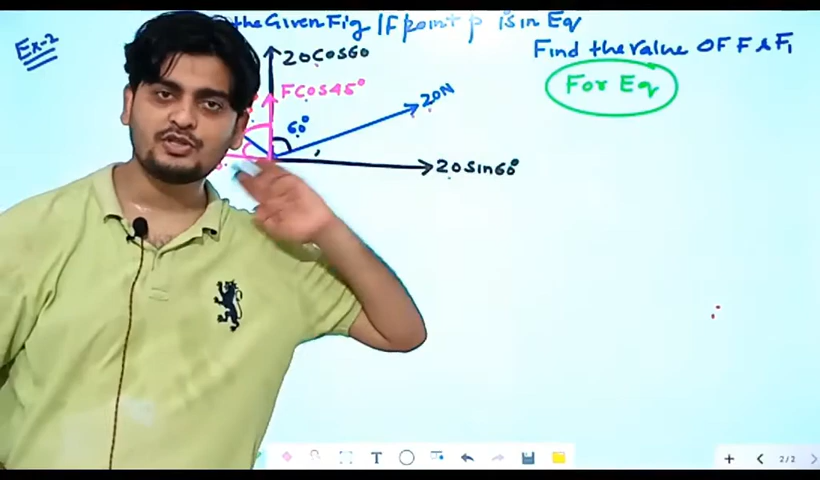 Ex-2
the Given Fig IF point P is in Eq
Find the value OF F & F1
For Eq
20Cos60
FCos45°
60°
20N
20Sin60°
T
2/2